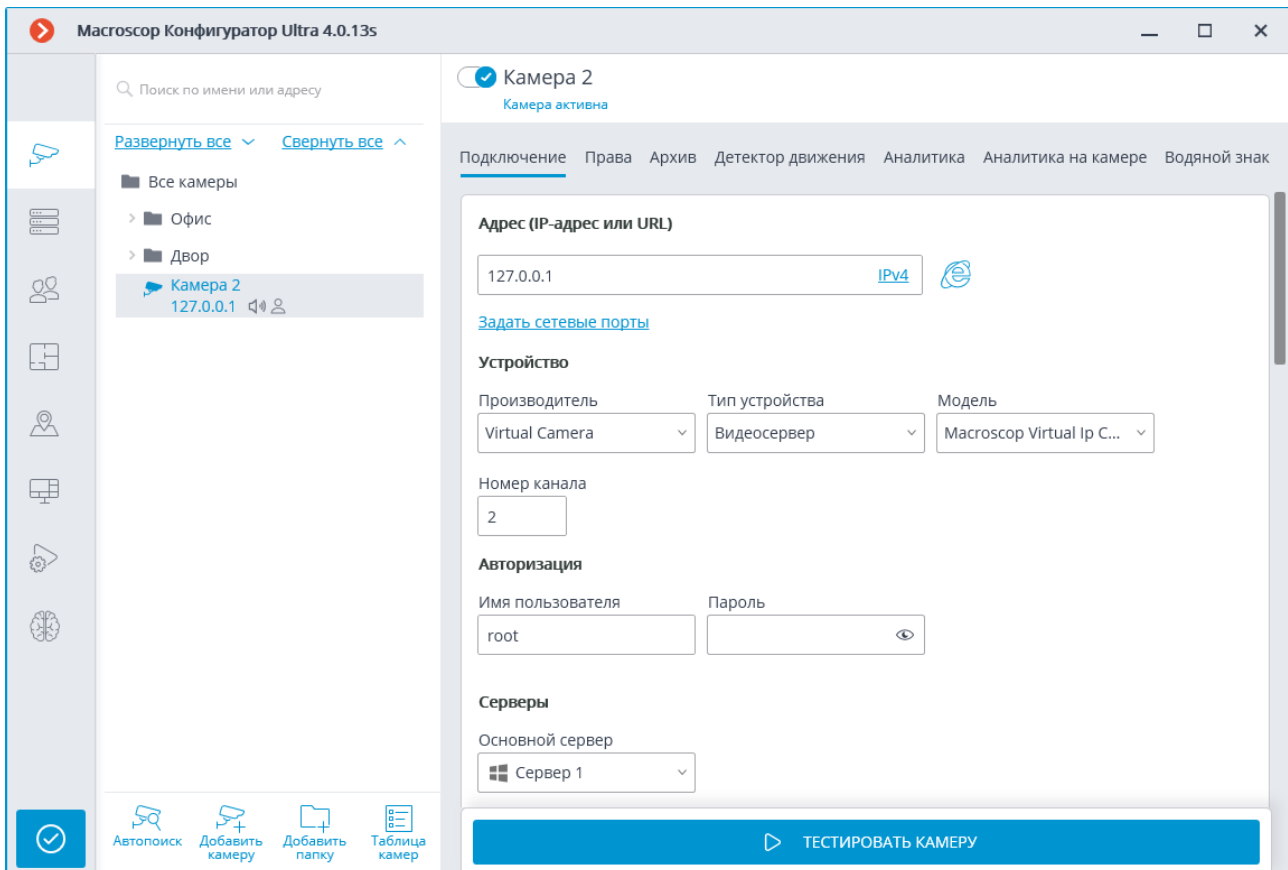 Macroscop Конфигуратор Ultra 4.0.13s
Поиск по имени или адресу
Развернуть все Свернуть все
Все камеры
Офис
Двор
Камера 2
127.0.0.1
Автопоиск
Добавить
камеру
Добавить
папку
Таблица
камер
Камера 2
Камера активна
Подключение Права Архив Детектор движения Аналитика Аналитика на камере Водяной знак
Адрес (IP-адрес или URL)
127.0.0.1 IPv4
Задать сетевые порты
Устройство
Производитель Тип устройства Модель
Virtual Camera Видеосервер Macroscop Virtual Ip C...
Номер канала
2
Авторизация
Имя пользователя Пароль
root
Серверы
Основной сервер
Сервер 1
ТЕСТИРОВАТЬ КАМЕРУ